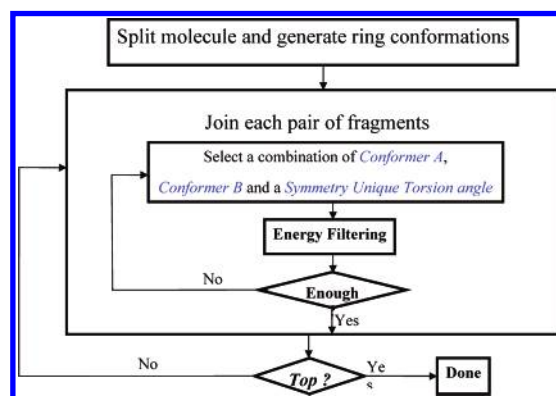 Split molecule and generate ring conformations
Join each pair of fragments
Select a combination of Conformer A,
Conformer B and a Symmetry Unique Torsion angle
Energy Filtering
No
Enough
Yes
No
Top ?
Ye
s
Done